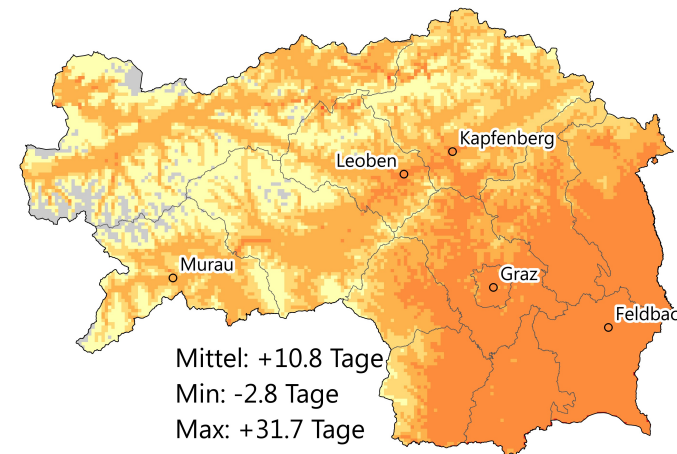 Kapfenberg
Leoben
Murau
Graz
Feldbac
Mittel: +10.8 Tage
Min: -2.8 Tage
Max: +31.7 Tage